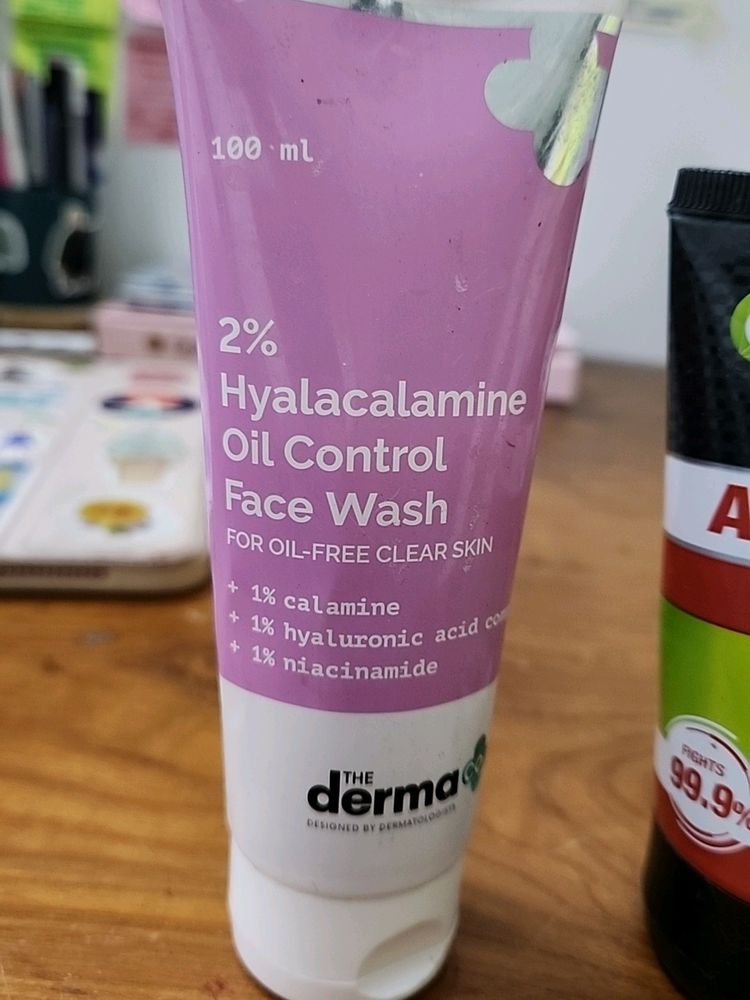 100 ml
2%
Hyalacalamine
Oil Control
Face Wash
FOR OIL-FREE CLEAR SKIN
+ 1% calamine
+ 1% hyaluronic acid
+ 1% niacinamide
THE
derma
DESIGNED BY DERMATOLOGISTS
A
FIGHTS
99.9%